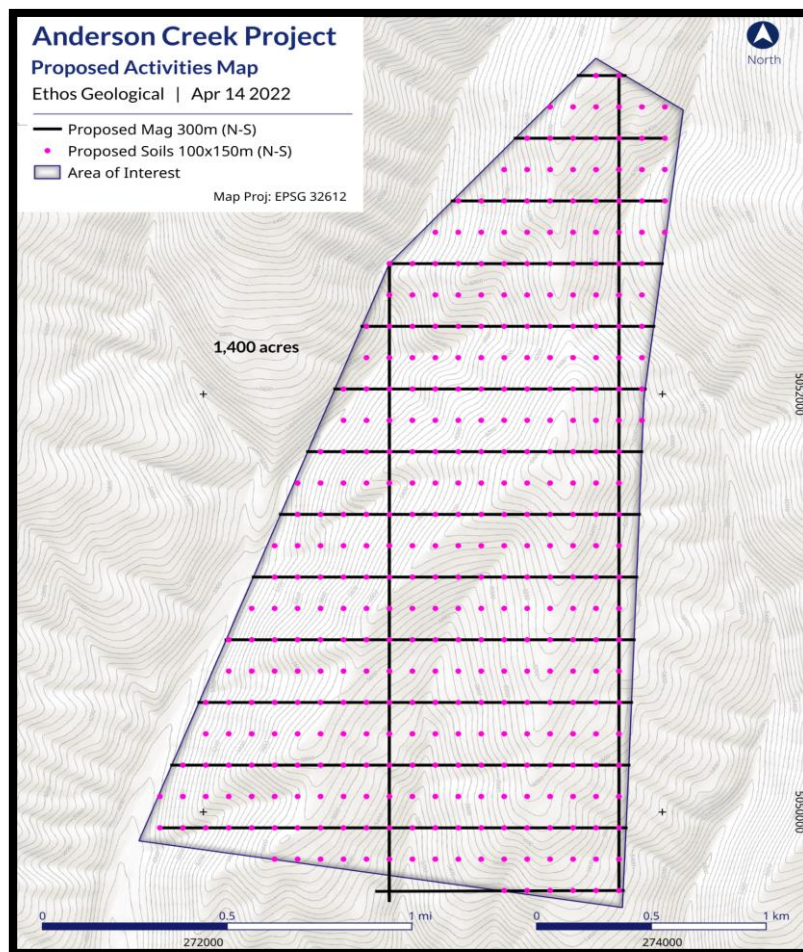 Anderson Creek Project
Proposed Activities Map
Ethos Geological | Apr 14 2022
Proposed Mag 300m (N-S)
Proposed Soils 100x150m (N-S)
Area of Interest
Map Proj: EPSG 32612
North
1,400 acres
5052000
5050000
0 0.5 1 mi
0 0.5 1 km
272000 274000